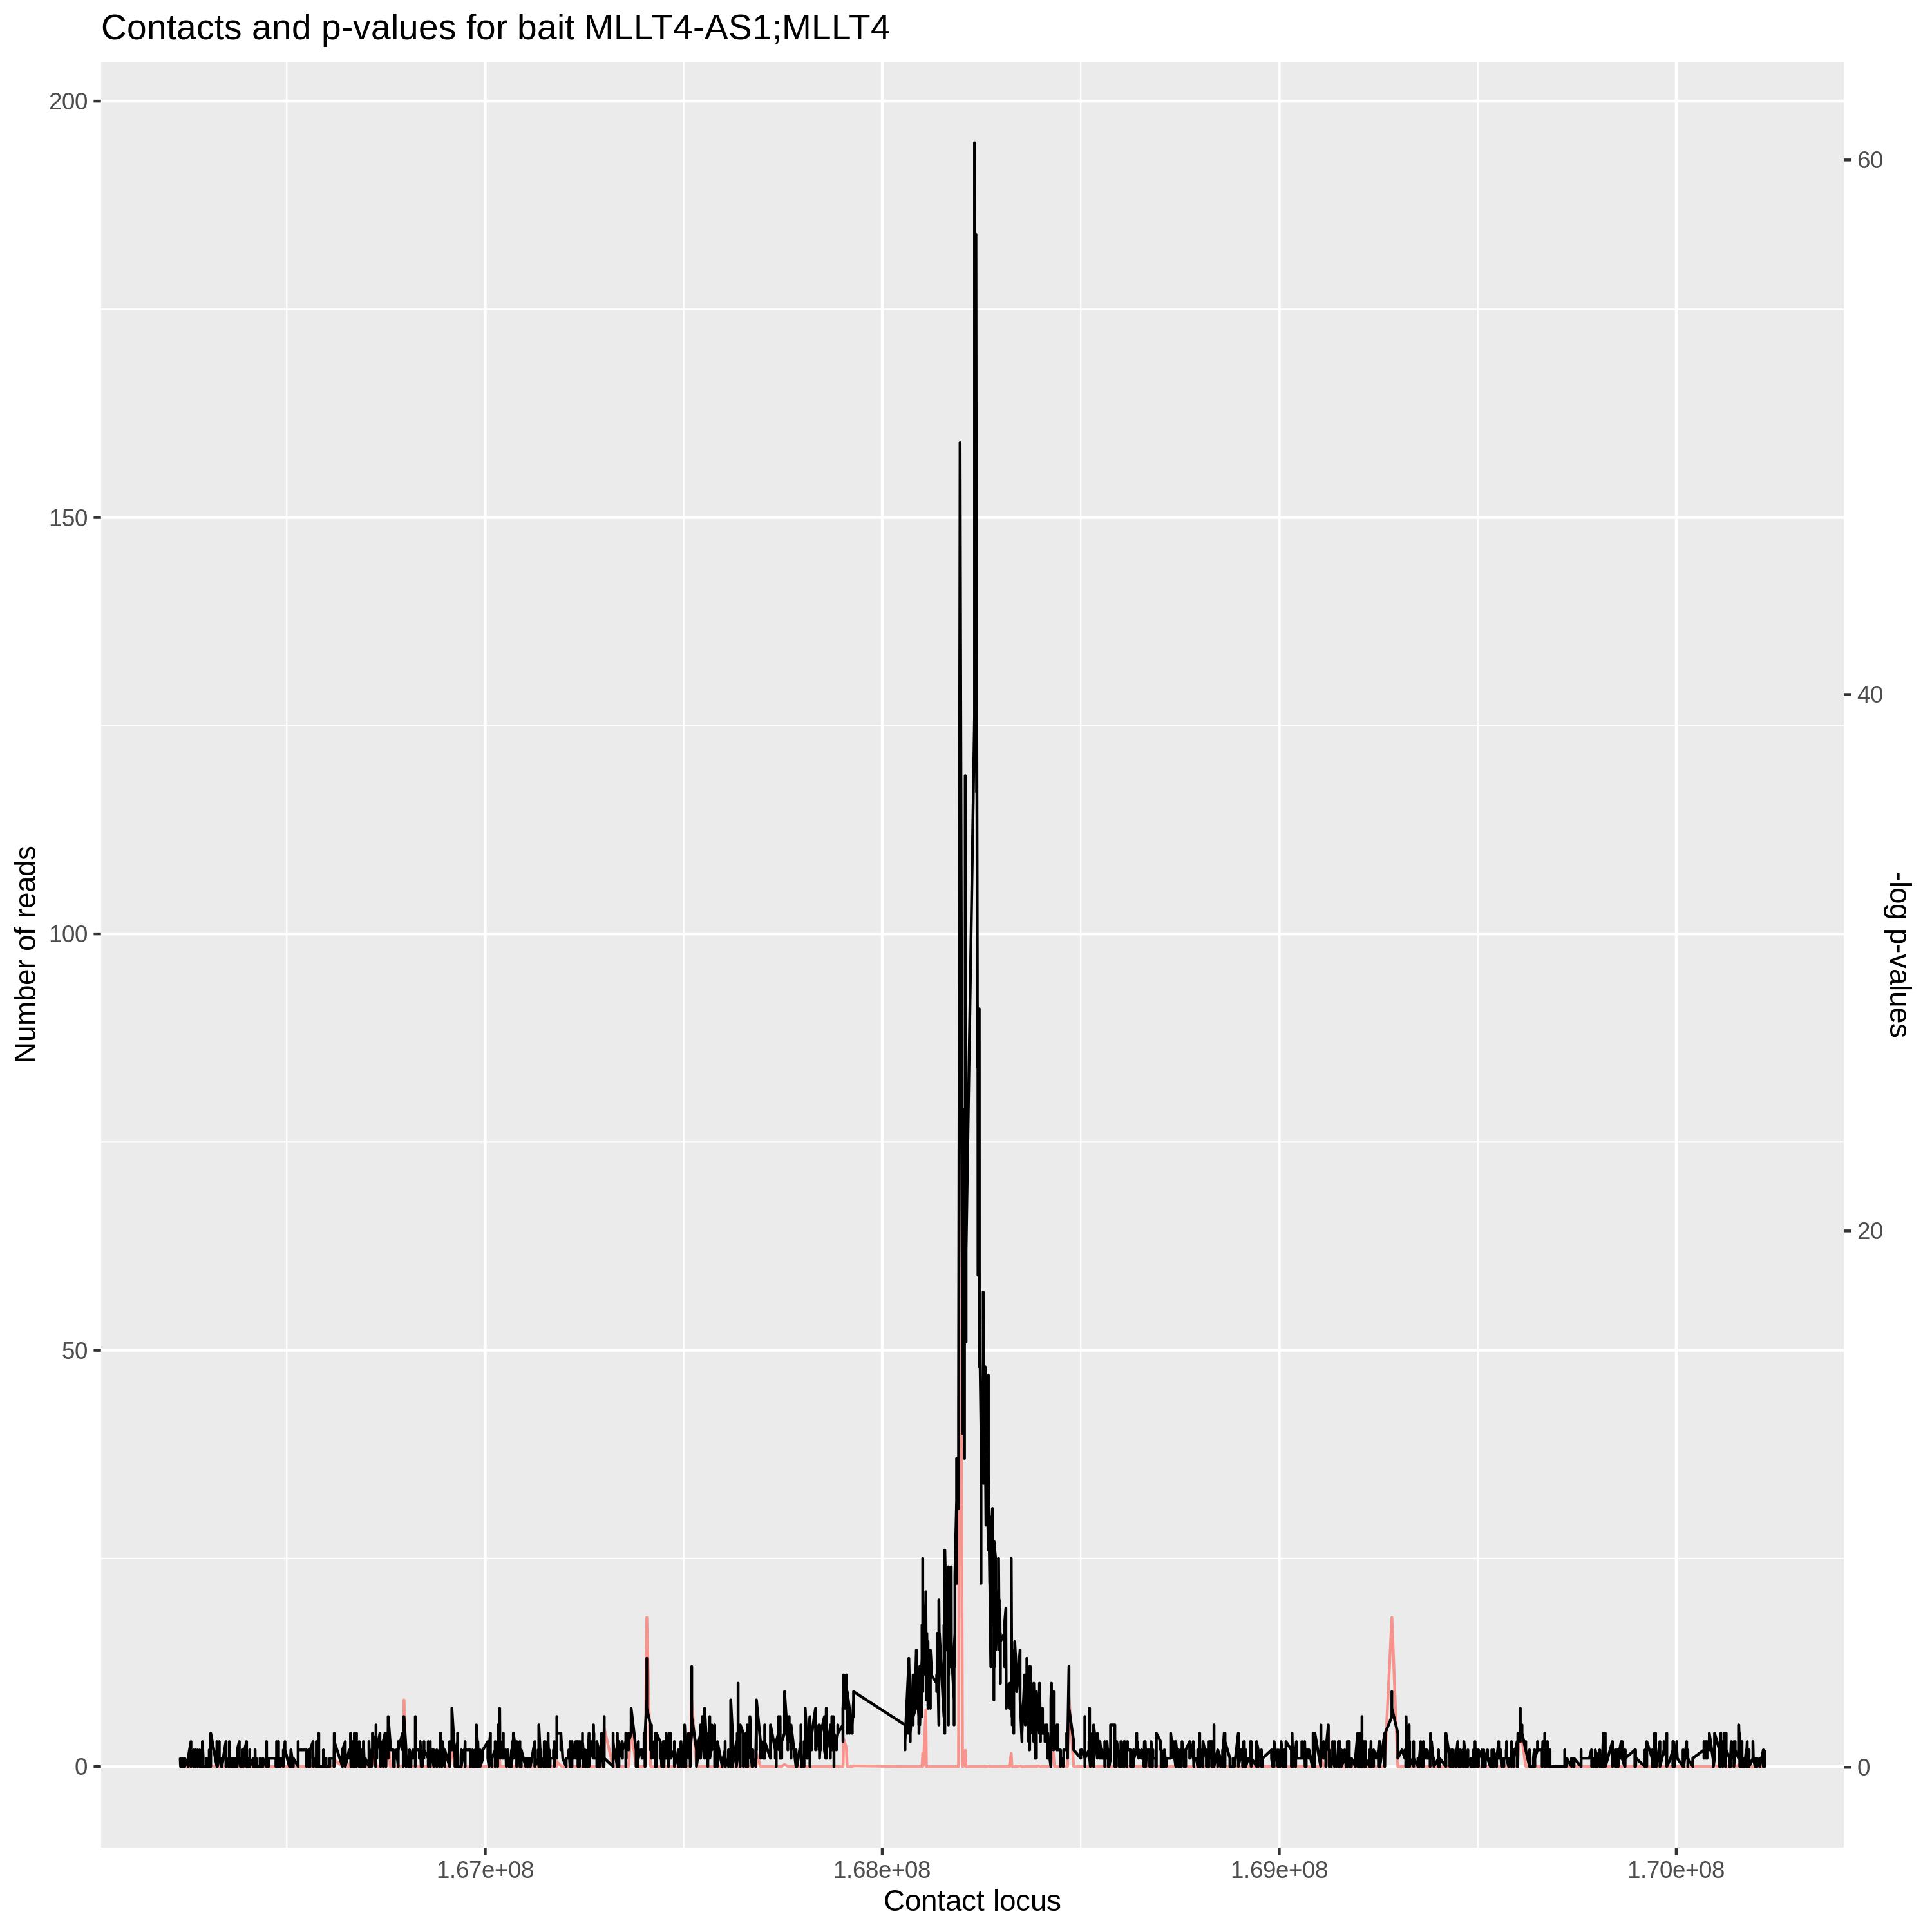 Contacts and p-values for bait MLLT4-AS1;MLLT4
200
150
100
50
0
Number of reads
60
40
20
0
-log p-values
1.67e+08
1.68e+08
1.69e+08
1.70e+08
Contact locus